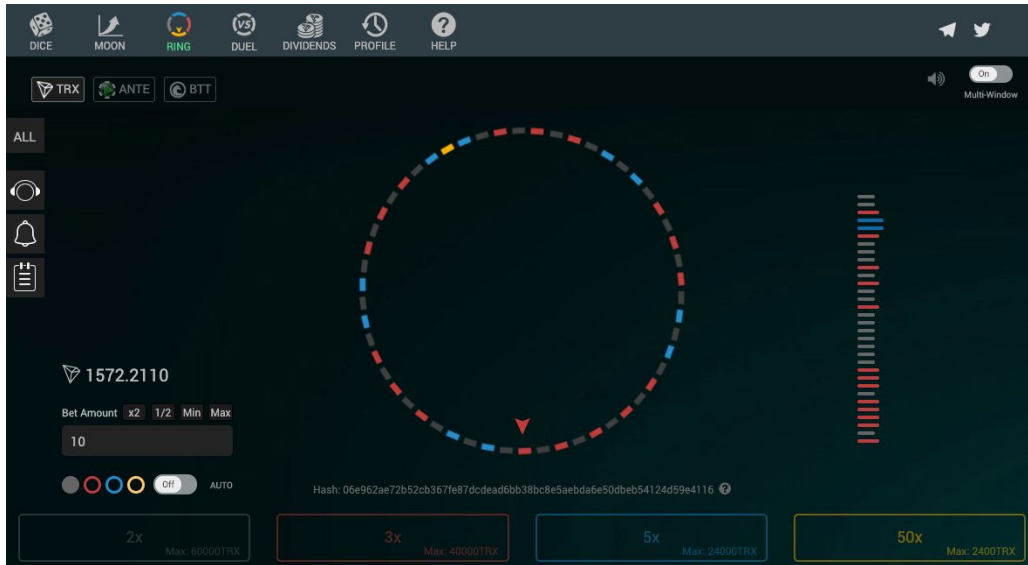 DICE MOON RING DUEL DIVIDENDS PROFILE HELP
VS
TRX ANTE BTT
On
Multi-Window
ALL
1572.2110
Bet Amount x2 1/2 Min Max
10
Off AUTO
Hash: 06e962ae72b52cb367fe87dcdead6bb38bc8e5aebda6e50dbeb54124d59e4116 ?
2x Max: 60000TRX
3x Max: 40000TRX
5x Max: 24000TRX
50x Max: 2400TRX